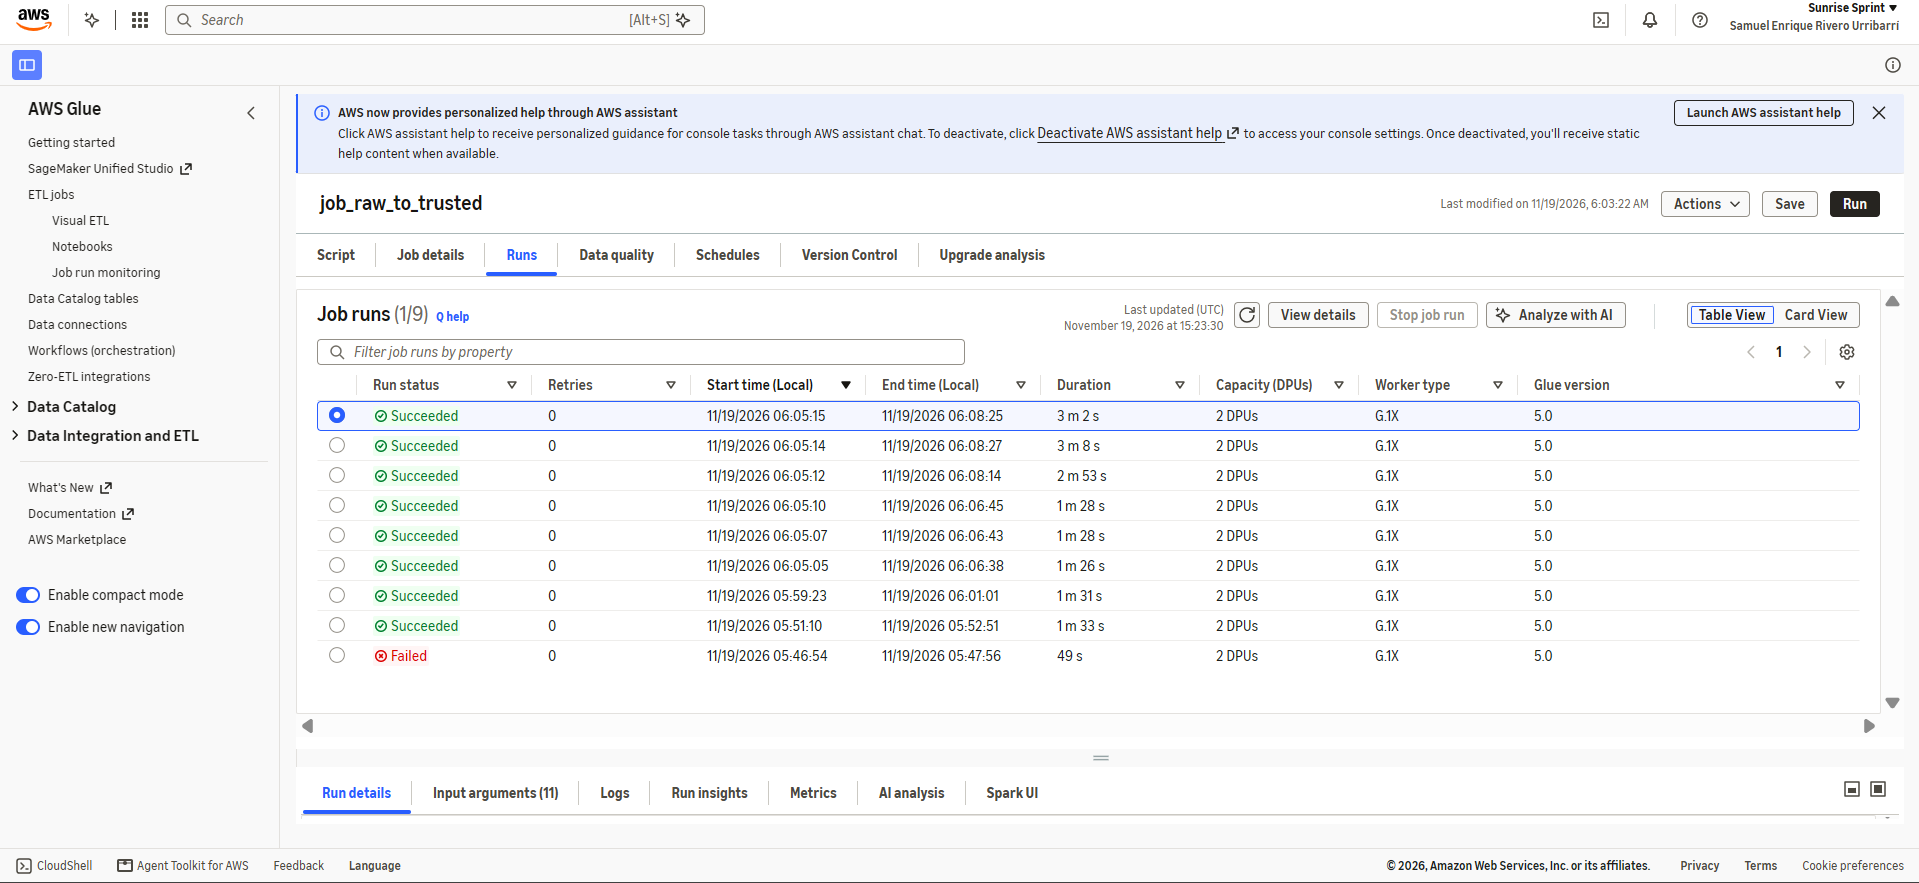 aws
Search [Alt+S]
Sunrise Sprint
Samuel Enrique Rivero Urribarrí
AWS Glue
Getting started
SageMaker Unified Studio
ETL jobs
Visual ETL
Notebooks
Job run monitoring
Data Catalog tables
Data connections
Workflows (orchestration)
Zero-ETL integrations
Data Catalog
Data Integration and ETL
What's New
Documentation
AWS Marketplace
Enable compact mode
Enable new navigation
AWS now provides personalized help through AWS assistant
Click AWS assistant help to receive personalized guidance for console tasks through AWS assistant chat. To deactivate, click Deactivate AWS assistant help to access your console settings. Once deactivated, you'll receive static
help content when available.
Launch AWS assistant help
job_raw_to_trusted
Last modified on 11/19/2026, 6:03:22 AM Actions Save Run
Script Job details Runs Data quality Schedules Version Control Upgrade analysis
Job runs (1/9) Q help
Last updated (UTC)
November 19, 2026 at 15:23:30
View details Stop job run Analyze with AI Table View Card View
Filter job runs by property
1
Run status Retries Start time (Local) End time (Local) Duration Capacity (DPUs) Worker type Glue version
Succeeded 0 11/19/2026 06:05:15 11/19/2026 06:08:25 3 m 2 s 2 DPUs G.1X 5.0
Succeeded 0 11/19/2026 06:05:14 11/19/2026 06:08:27 3 m 8 s 2 DPUs G.1X 5.0
Succeeded 0 11/19/2026 06:05:12 11/19/2026 06:08:14 2 m 53 s 2 DPUs G.1X 5.0
Succeeded 0 11/19/2026 06:05:10 11/19/2026 06:06:45 1 m 28 s 2 DPUs G.1X 5.0
Succeeded 0 11/19/2026 06:05:07 11/19/2026 06:06:43 1 m 28 s 2 DPUs G.1X 5.0
Succeeded 0 11/19/2026 06:05:05 11/19/2026 06:06:38 1 m 26 s 2 DPUs G.1X 5.0
Succeeded 0 11/19/2026 05:59:23 11/19/2026 06:01:01 1 m 31 s 2 DPUs G.1X 5.0
Succeeded 0 11/19/2026 05:51:10 11/19/2026 05:52:51 1 m 33 s 2 DPUs G.1X 5.0
Failed 0 11/19/2026 05:46:54 11/19/2026 05:47:56 49 s 2 DPUs G.1X 5.0
Run details Input arguments (11) Logs Run insights Metrics AI analysis Spark UI
CloudShell Agent Toolkit for AWS Feedback Language © 2026, Amazon Web Services, Inc. or its affiliates. Privacy Terms Cookie preferences